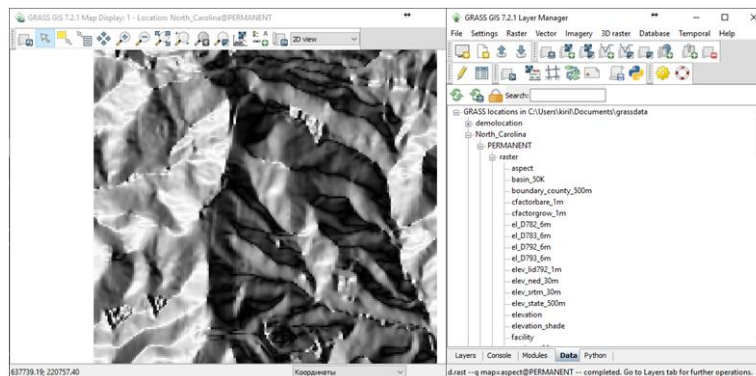 GRASS GIS 7.2.1 Map Display: 1 - Location: North_Carolina@PERMANENT
2D view
637739.19; 220757.40
Координаты
GRASS GIS 7.2.1 Layer Manager
File Settings Raster Vector Imagery 3D raster Database Temporal Help
Search:
GRASS locations in C:\Users\kiril\Documents\grassdata
demolocation
North_Carolina
PERMANENT
raster
aspect
basin_50K
boundary_county_500m
cfactorbare_1m
cfactorgrow_1m
el_D782_6m
el_D783_6m
el_D792_6m
el_D793_6m
elev_lid792_1m
elev_ned_30m
elev_srtm_30m
elev_state_500m
elevation
elevation_shade
facility
Layers Console Modules Data Python
d.rast --q map=aspect@PERMANENT -- completed. Go to Layers tab for further operations.